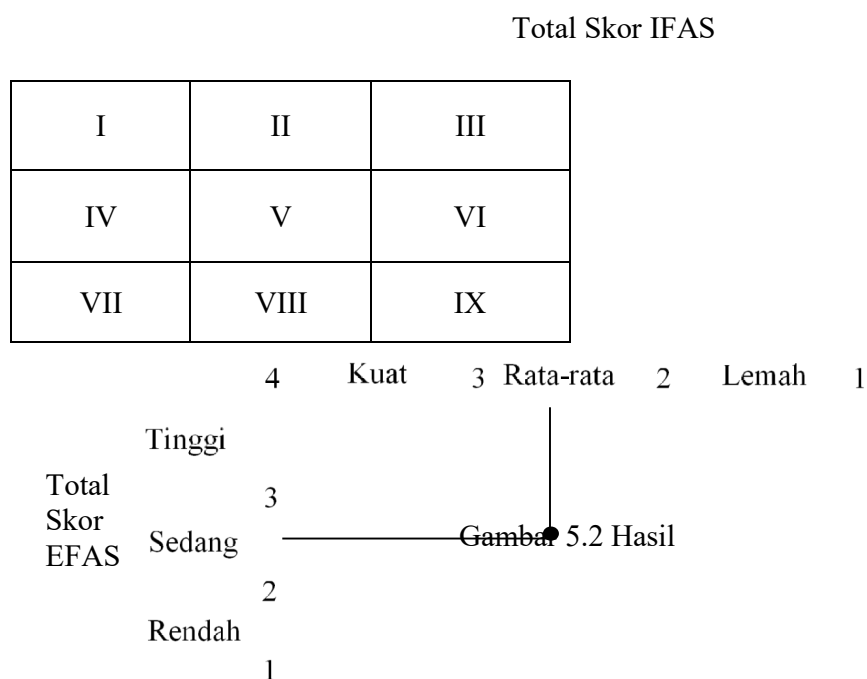 Total Skor IFAS
I II III
IV V VI
VII VIII IX
4 Kuat 3 Rata-rata 2 Lemah 1
Tinggi
3
Total
Skor
EFAS
Sedang
Gambar 5.2 Hasil
2
Rendah
1